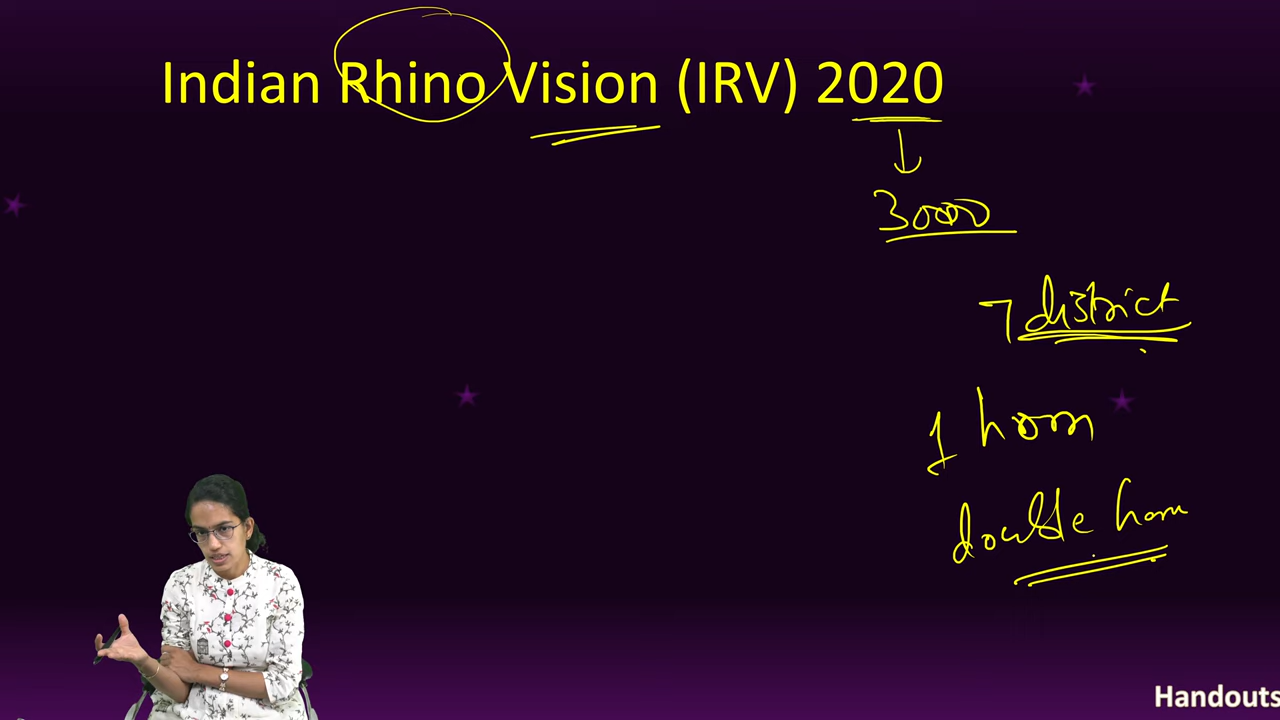 Indian Rhino Vision (IRV) 2020
3000
7 district
1 horn
double horn
Handouts